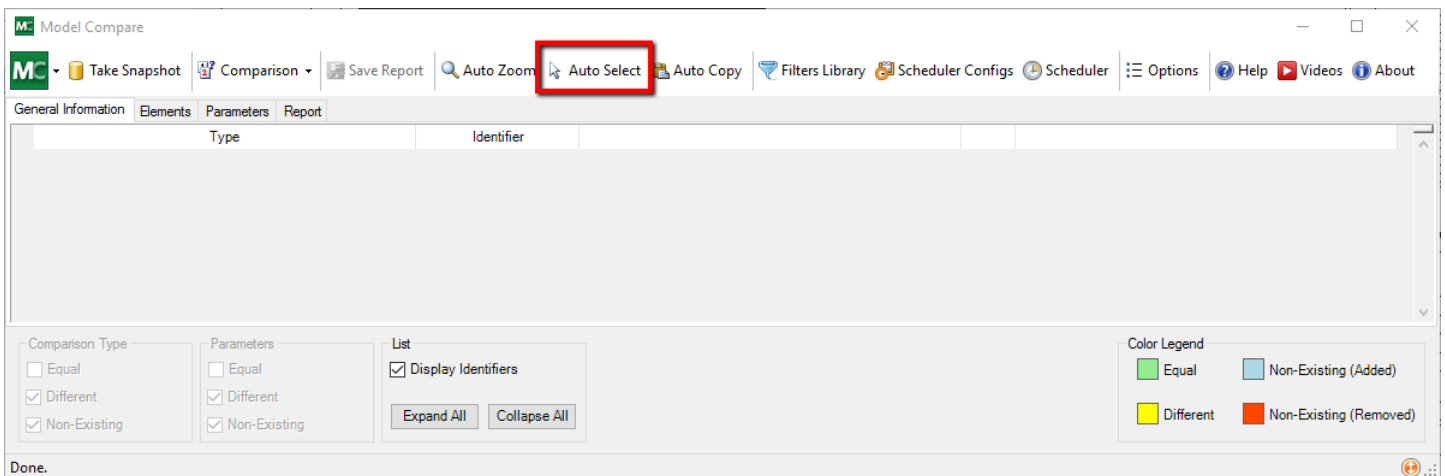 MC Model Compare
MC Take Snapshot Comparison Save Report Auto Zoom Auto Select Auto Copy Filters Library Scheduler Configs Scheduler Options Help Videos About
General Information Elements Parameters Report
Type Identifier
Comparison Type Parameters List Color Legend
Equal Equal Display Identifiers Equal Non-Existing (Added)
Different Different
Expand All Collapse All Different Non-Existing (Removed)
Non-Existing Non-Existing
Done.